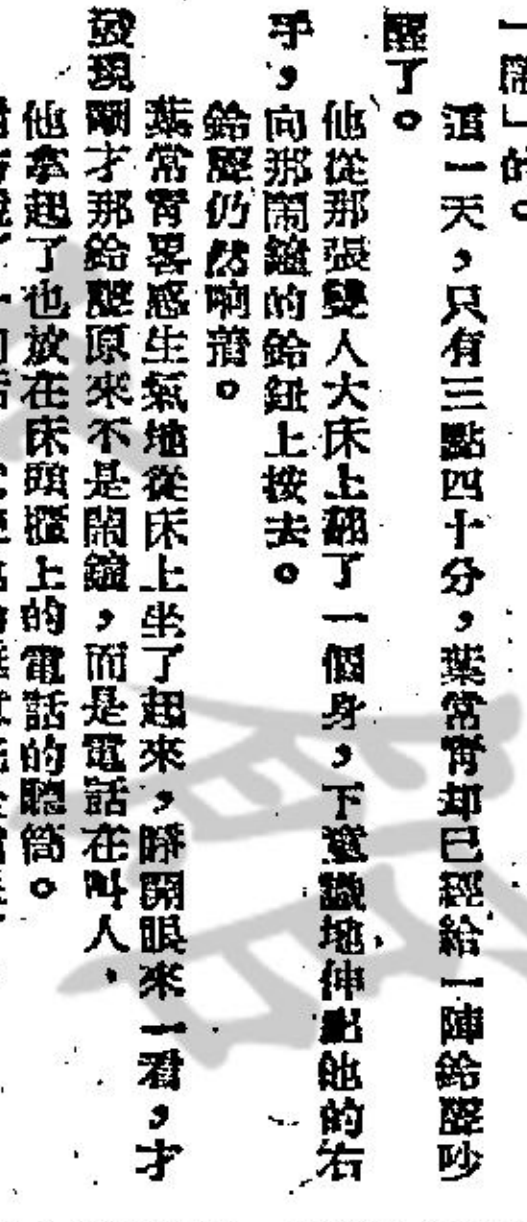 一階」的。
這一天，只有三點四十分，葉常青却已經給一陣鈴聲吵
醒了。
他從那張雙人大床上翻了一個身，下意識地伸出他的右
手，向那鬧鐘的鈴鈕上按去。
鈴聲仍然响着。
葉常青畧感生氣地從床上坐了起來，睜開眼來一看，才
發現剛才那鈴聲原來不是鬧鐘，而是電話在叫人，
他拿起了也放在床頭櫃上的電話的聽筒。